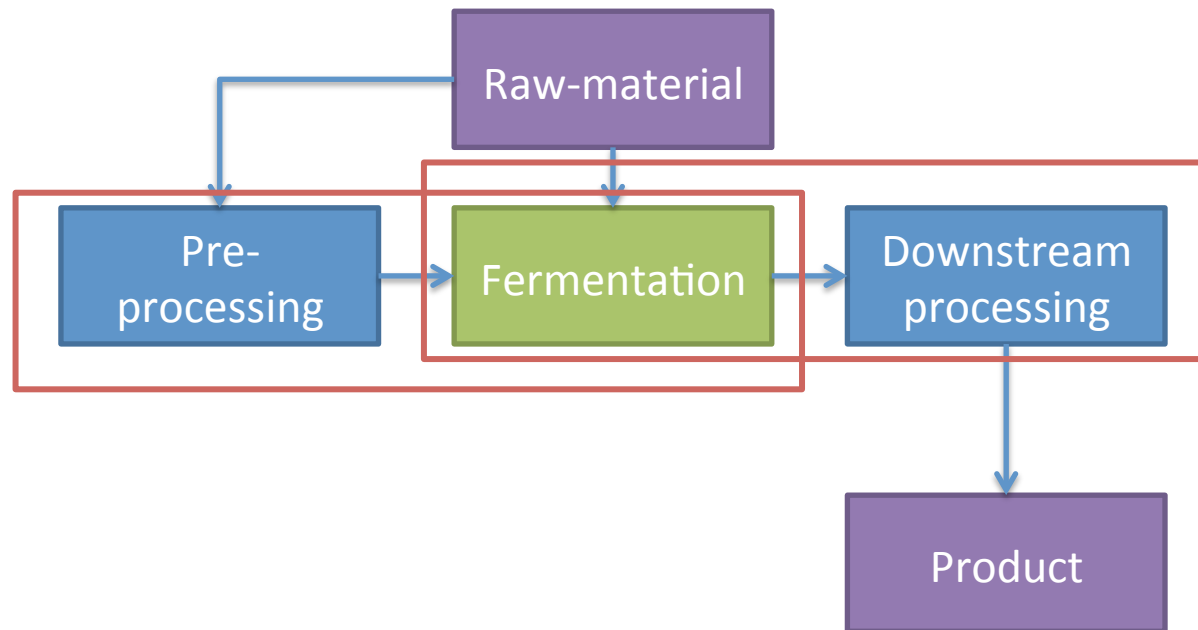 Raw-material
Pre-
processing
Fermentation
Downstream
processing
Product